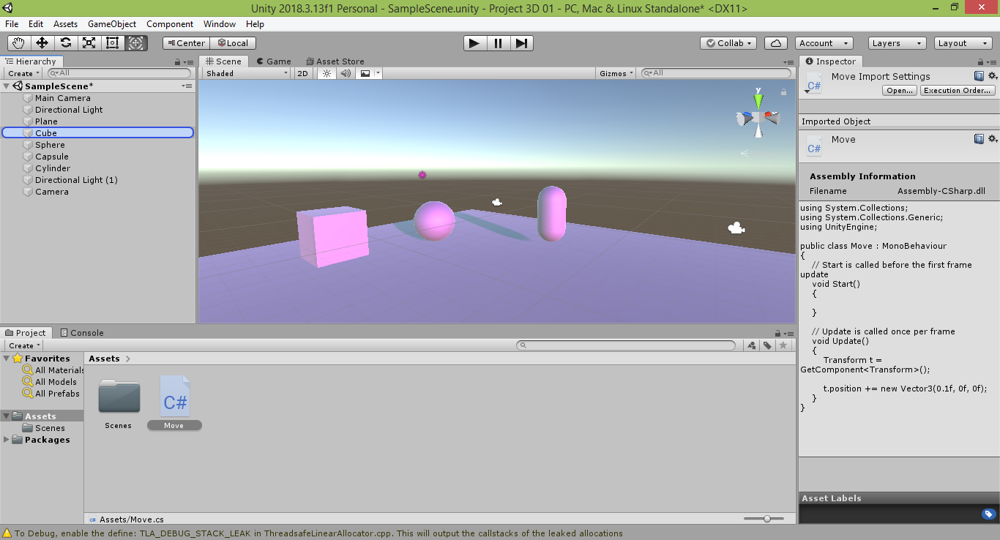 Unity 2018.3.13f1 Personal - SampleScene.unity - Project 3D 01 - PC, Mac & Linux Standalone* <DX11>
File Edit Assets GameObject Component Window Help
Center Local Collab Account Layers Layout
Hierarchy
Create All
SampleScene*
Main Camera
Directional Light
Plane
Cube
Sphere
Capsule
Cylinder
Directional Light (1)
Camera
Scene Game Asset Store
Shaded 2D Gizmos All
y
Inspector
C# Move Import Settings
Open... Execution Order...
Imported Object
C# Move
Assembly Information
Filename Assembly-CSharp.dll
using System.Collections;
using System.Collections.Generic;
using UnityEngine;
public class Move : MonoBehaviour
{
// Start is called before the first frame
update
void Start()
{
}
// Update is called once per frame
void Update()
{
Transform t =
GetComponent<Transform>();
t.position += new Vector3(0.1f, 0f, 0f);
}
}
Asset Labels
Project Console
Create
Favorites
All Materials
All Models
All Prefabs
Assets
Scenes
Packages
Assets
C#
Scenes Move
C# Assets/Move.cs
To Debug, enable the define: TLA_DEBUG_STACK_LEAK in ThreadsafeLinearAllocator.cpp. This will output the callstacks of the leaked allocations